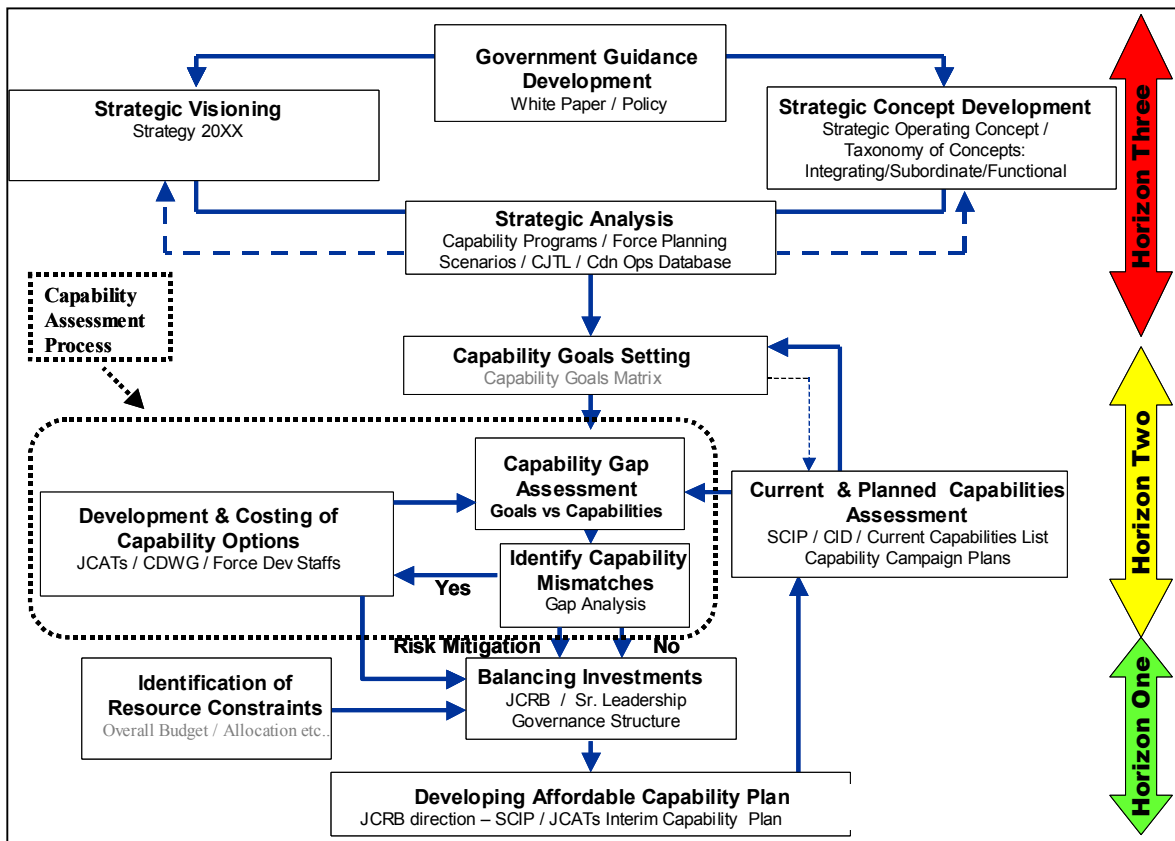 Government Guidance
Development
White Paper / Policy
Strategic Visioning
Strategy 20XX
Strategic Concept Development
Strategic Operating Concept /
Taxonomy of Concepts:
Integrating/Subordinate/Functional
Strategic Analysis
Capability Programs / Force Planning
Scenarios / CJTL / Cdn Ops Database
Horizon Three
Capability
Assessment
Process
Capability Goals Setting
Capability Goals Matrix
Capability Gap
Assessment
Goals vs Capabilities
Current & Planned Capabilities
Assessment
SCIP / CID / Current Capabilities List
Capability Campaign Plans
Development & Costing of
Capability Options
JCATs / CDWG / Force Dev Staffs
Identify Capability
Mismatches
Gap Analysis
Yes
Horizon Two
Risk Mitigation
No
Identification of
Resource Constraints
Overall Budget / Allocation etc..
Balancing Investments
JCRB / Sr. Leadership
Governance Structure
Developing Affordable Capability Plan
JCRB direction – SCIP / JCATs Interim Capability Plan
Horizon One